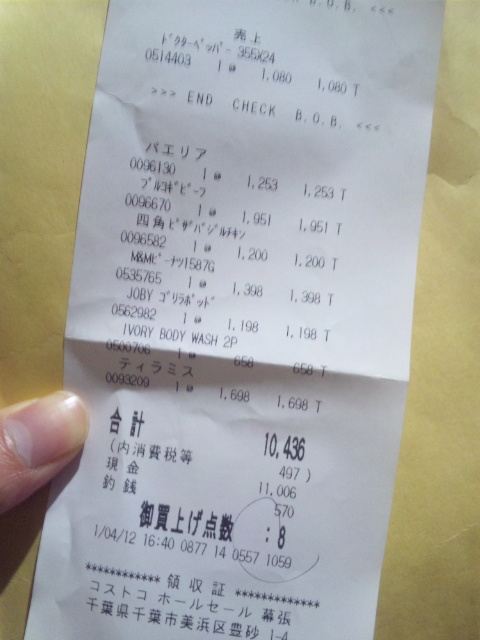 CHECK B.O.B. <<<
売上
ﾄﾞｸﾀｰﾍﾟｯﾊﾟｰ 355X24
0514403 1 @ 1,080 1,080 T
>>> END CHECK B.O.B. <<<
パエリア
0096130 1 @ 1,253 1,253 T
ﾌﾟﾙｺｷﾞﾋﾞｰﾌ
0096670 1 @ 1,951 1,951 T
四角ﾋﾟｻﾞﾊﾞｼﾞﾙﾁｷﾝ
0096582 1 @ 1,200 1,200 T
M&Mﾋﾟｰﾅﾂ1587G
0535765 1 @ 1,398 1,398 T
JOBY ｺﾞﾘﾗﾎﾟｯﾄﾞ
0562982 1 @ 1,198 1,198 T
IVORY BODY WASH 2P
0500706 1 @ 658 658 T
ティラミス
0093209 1 @ 1,698 1,698 T
合計 10,436
(内消費税等 497 )
現金 11,006
釣銭 570
御買上げ点数 :8
1/04/12 16:40 0877 14 0557 1059
************ 領収証 *************
コストコ ホールセール 幕張
千葉県千葉市美浜区豊砂 1-4